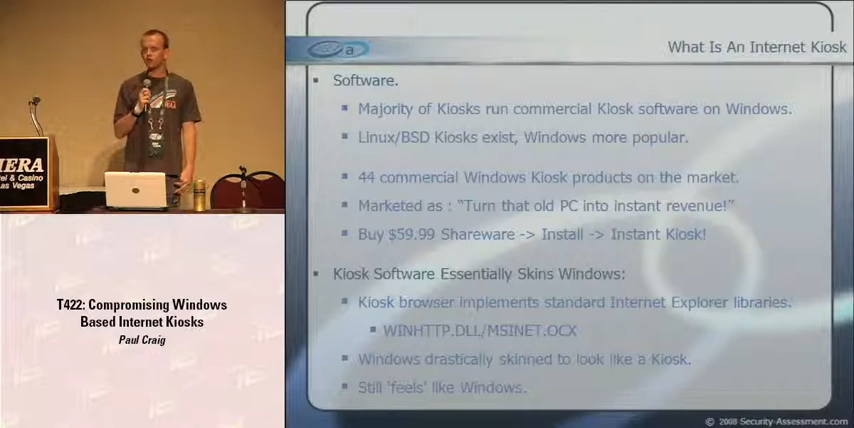 IERA
el & Casino
as Vegas
T422: Compromising Windows
Based Internet Kiosks
Paul Craig
a
What Is An Internet Kiosk
Software.
Majority of Kiosks run commercial Kiosk software on Windows.
Linux/BSD Kiosks exist, Windows more popular.
44 commercial Windows Kiosk products on the market.
Marketed as : “Turn that old PC into instant revenue!”
Buy $59.99 Shareware -> Install -> Instant Kiosk!
Kiosk Software Essentially Skins Windows:
Kiosk browser implements standard Internet Explorer libraries.
WINHTTP.DLL/MSINET.OCX
Windows drastically skinned to look like a Kiosk.
Still ‘feels’ like Windows.
© 2008 Security-Assessment.com